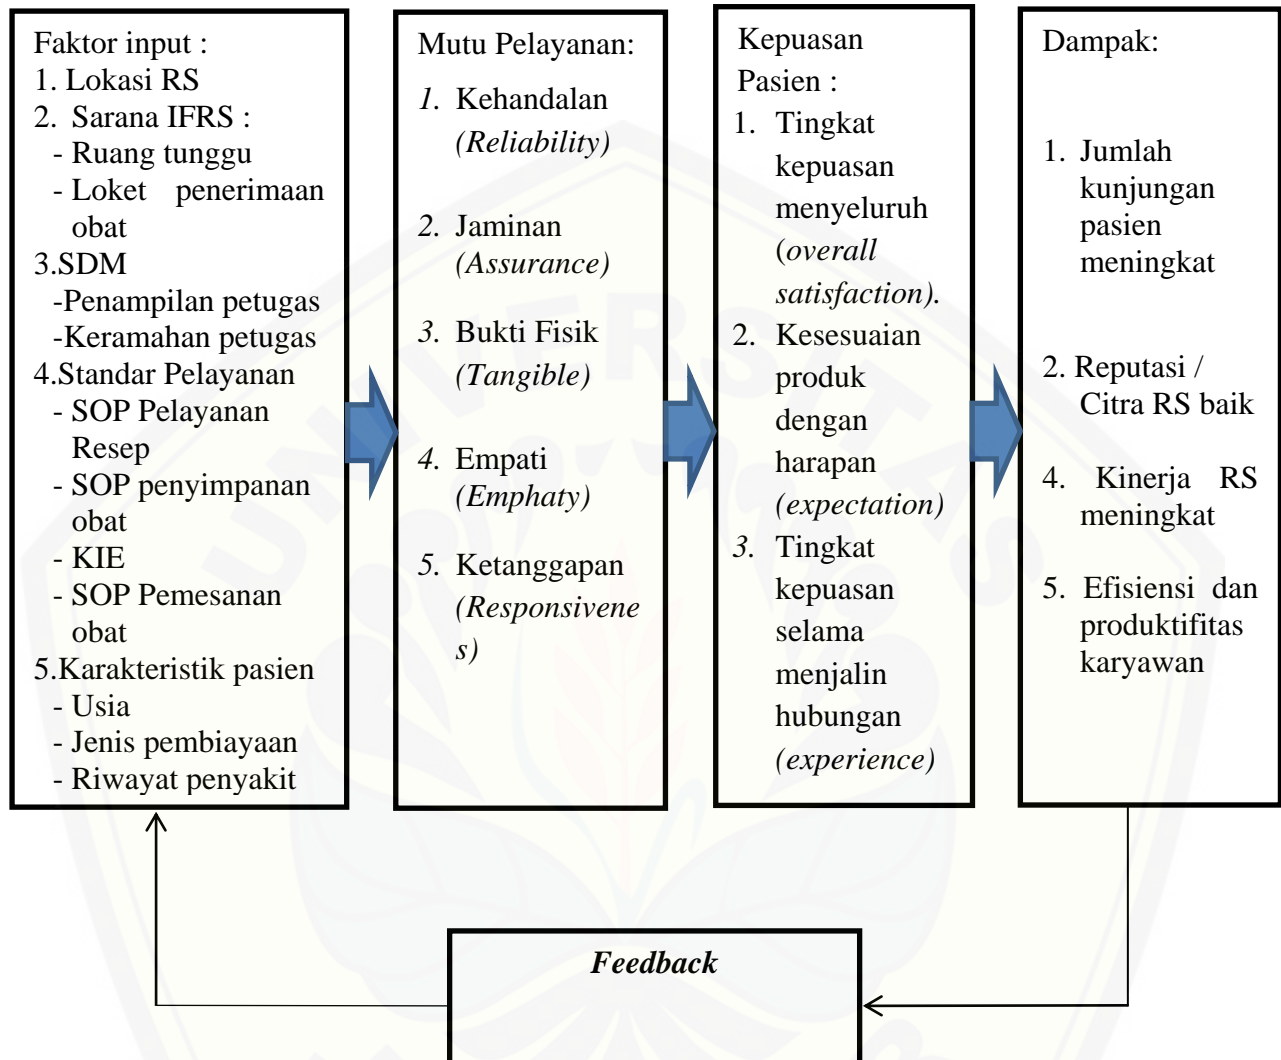 Faktor input :
1. Lokasi RS
2. Sarana IFRS :
- Ruang tunggu
- Loket penerimaan
obat
3.SDM
-Penampilan petugas
-Keramahan petugas
4.Standar Pelayanan
- SOP Pelayanan
Resep
- SOP penyimpanan
obat
- KIE
- SOP Pemesanan
obat
5.Karakteristik pasien
- Usia
- Jenis pembiayaan
- Riwayat penyakit
Mutu Pelayanan:
1. Kehandalan
(Reliability)
2. Jaminan
(Assurance)
3. Bukti Fisik
(Tangible)
4. Empati
(Emphaty)
5. Ketanggapan
(Responsivene
s)
Kepuasan
Pasien :
1. Tingkat
kepuasan
menyeluruh
(overall
satisfaction).
2. Kesesuaian
produk
dengan
harapan
(expectation)
3. Tingkat
kepuasan
selama
menjalin
hubungan
(experience)
Dampak:
1. Jumlah
kunjungan
pasien
meningkat
2. Reputasi /
Citra RS baik
4. Kinerja RS
meningkat
5. Efisiensi dan
produktifitas
karyawan
Feedback
UNIVERSITAS